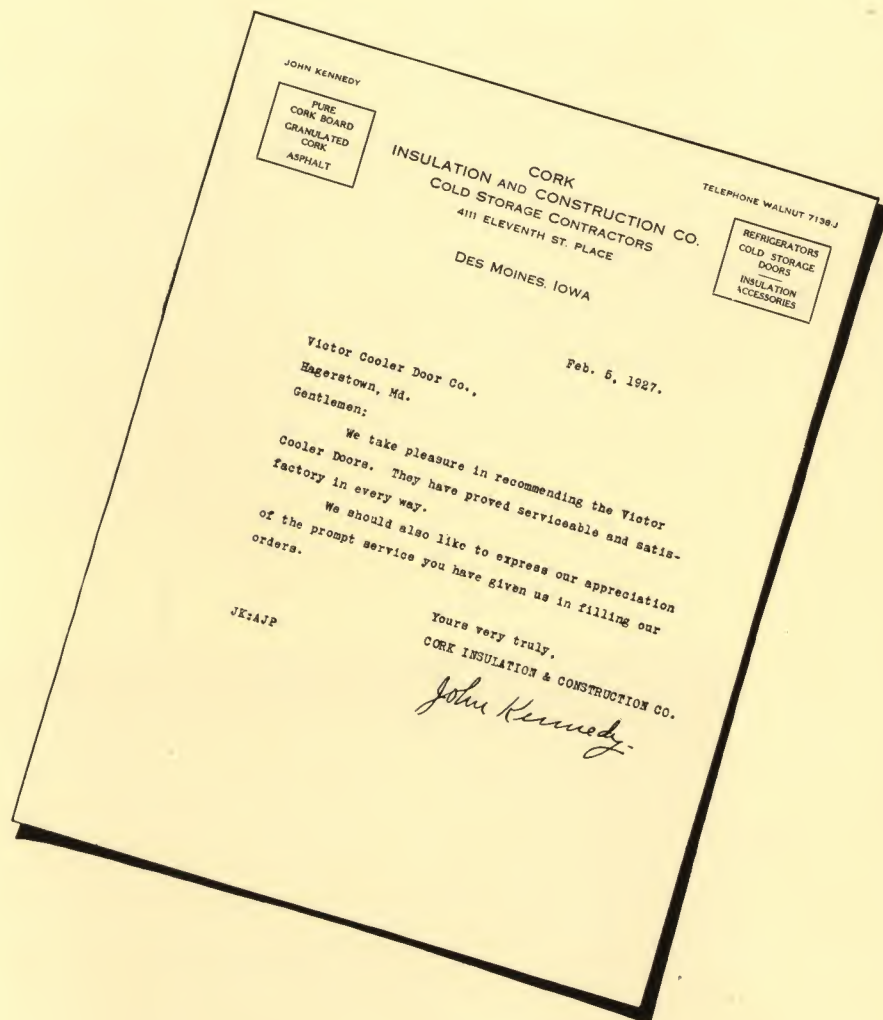 JOHN KENNEDY
PURE
CORK BOARD
GRANULATED
CORK
ASPHALT
CORK
INSULATION AND CONSTRUCTION CO.
COLD STORAGE CONTRACTORS
4111 ELEVENTH ST. PLACE
DES MOINES, IOWA
TELEPHONE WALNUT 7138-J
REFRIGERATORS
COLD STORAGE
DOORS
INSULATION
ACCESSORIES
Feb. 5, 1927.
Victor Cooler Door Co.,
Hagerstown, Md.
Gentlemen;
We take pleasure in recommending the Victor
Cooler Doors. They have proved serviceable and satis-
factory in every way.
We should also like to express our appreciation
of the prompt service you have given us in filling our
orders.
Yours very truly,
CORK INSULATION & CONSTRUCTION CO.
JK:AJP
John Kennedy.